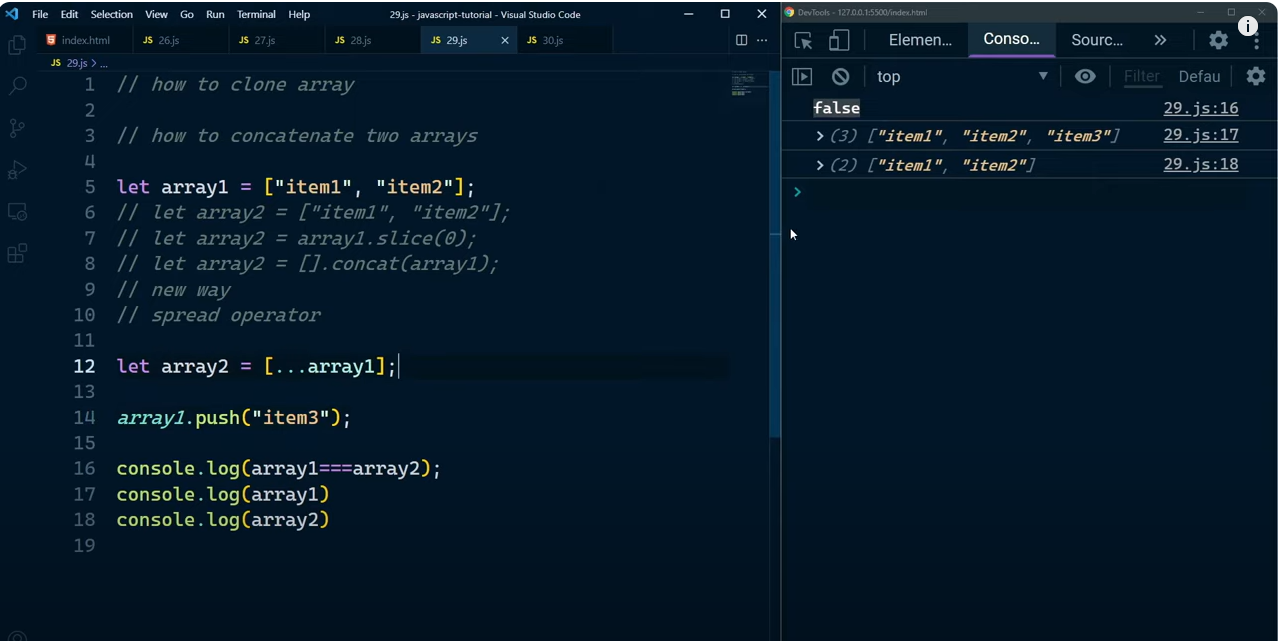 File Edit Selection View Go Run Terminal Help 29.js - javascript-tutorial - Visual Studio Code
index.html JS 26.js JS 27.js JS 28.js JS 29.js JS 30.js
JS 29.js > ...
1 // how to clone array
2
3 // how to concatenate two arrays
4
5 let array1 = ["item1", "item2"];
6 // let array2 = ["item1", "item2"];
7 // let array2 = array1.slice(0);
8 // let array2 = [].concat(array1);
9 // new way
10 // spread operator
11
12 let array2 = [...array1];
13
14 array1.push("item3");
15
16 console.log(array1===array2);
17 console.log(array1)
18 console.log(array2)
19
DevTools - 127.0.0.1:5500/index.html
Elemen... Conso... Sourc... »
top Filter Defau
false 29.js:16
(3) ["item1", "item2", "item3"] 29.js:17
(2) ["item1", "item2"] 29.js:18